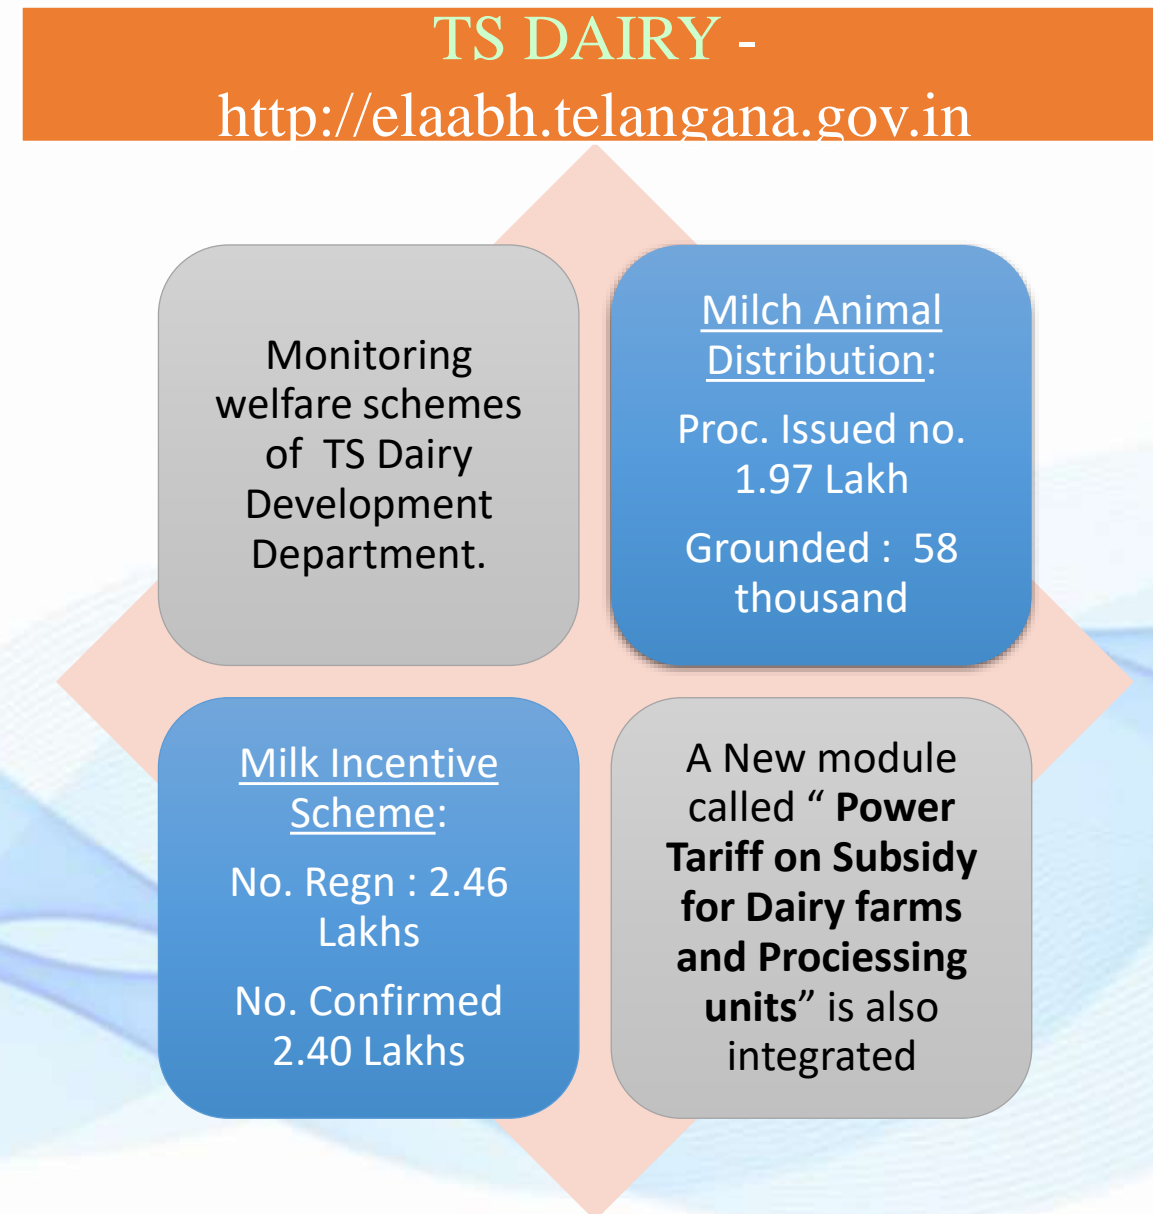 TS DAIRY -
http://elaabh.telangana.gov.in
Monitoring
welfare schemes
of TS Dairy
Development
Department.
Milch Animal
Distribution:
Proc. Issued no.
1.97 Lakh
Grounded : 58
thousand
Milk Incentive
Scheme:
No. Regn : 2.46
Lakhs
No. Confirmed
2.40 Lakhs
A New module
called “ Power
Tariff on Subsidy
for Dairy farms
and Prociessing
units” is also
integrated